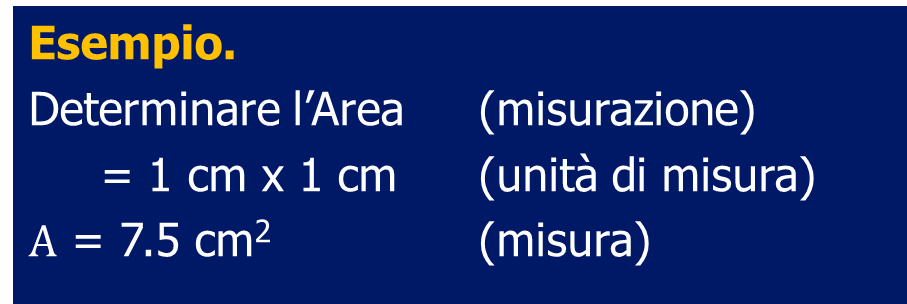 Esempio.
Determinare l’Area (misurazione)
= 1 cm x 1 cm (unità di misura)
A = 7.5 cm² (misura)